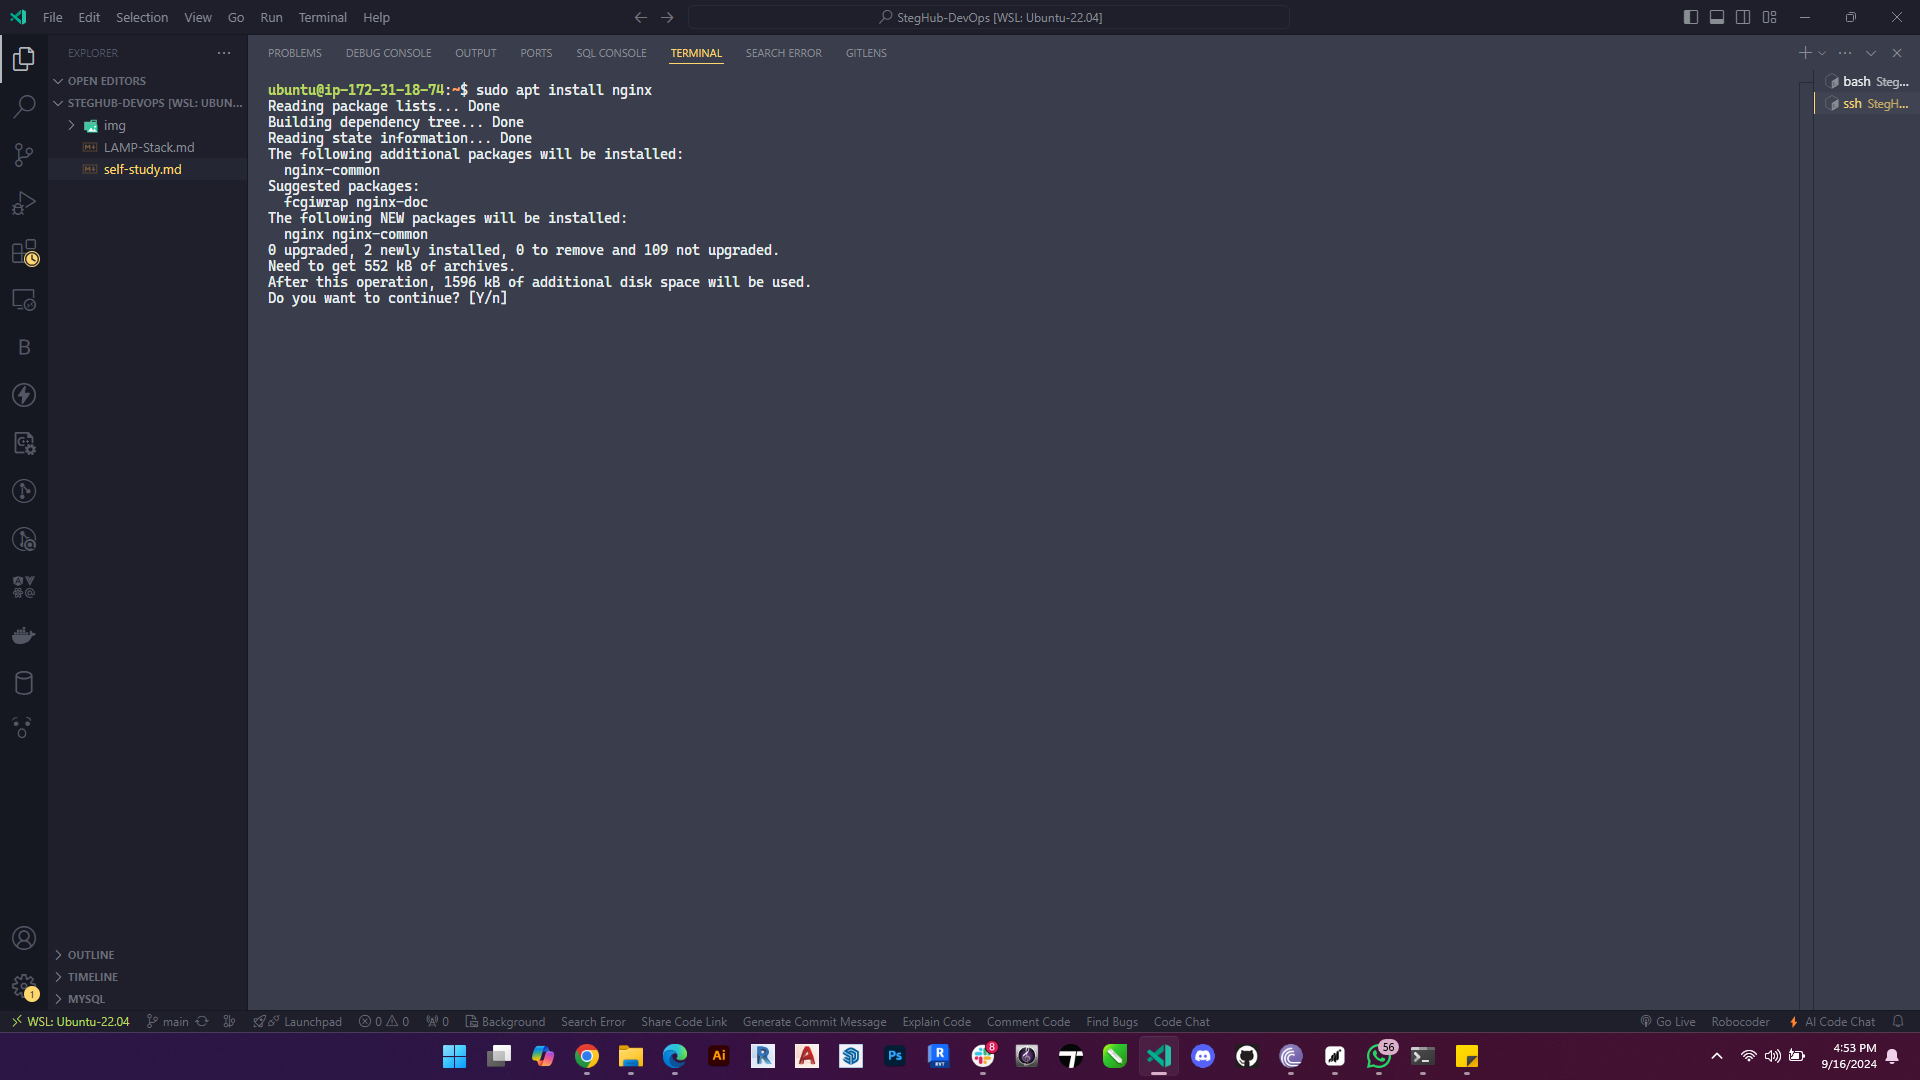 File Edit Selection View Go Run Terminal Help
StegHub-DevOps [WSL: Ubuntu-22.04]
EXPLORER
OPEN EDITORS
STEGHUB-DEVOPS [WSL: UBUN...
img
LAMP-Stack.md
self-study.md
OUTLINE
TIMELINE
MYSQL
PROBLEMS DEBUG CONSOLE OUTPUT PORTS SQL CONSOLE TERMINAL SEARCH ERROR GITLENS
ubuntu@ip-172-31-18-74:~$ sudo apt install nginx
Reading package lists... Done
Building dependency tree... Done
Reading state information... Done
The following additional packages will be installed:
nginx-common
Suggested packages:
fcgiwrap nginx-doc
The following NEW packages will be installed:
nginx nginx-common
0 upgraded, 2 newly installed, 0 to remove and 109 not upgraded.
Need to get 552 kB of archives.
After this operation, 1596 kB of additional disk space will be used.
Do you want to continue? [Y/n]
bash Steg...
ssh StegH...
B
1
WSL: Ubuntu-22.04 main Launchpad 0 0 0 Background Search Error Share Code Link Generate Commit Message Explain Code Comment Code Find Bugs Code Chat Go Live Robocoder AI Code Chat
Ai R A Ps R RVT 8 56
4:53 PM
9/16/2024